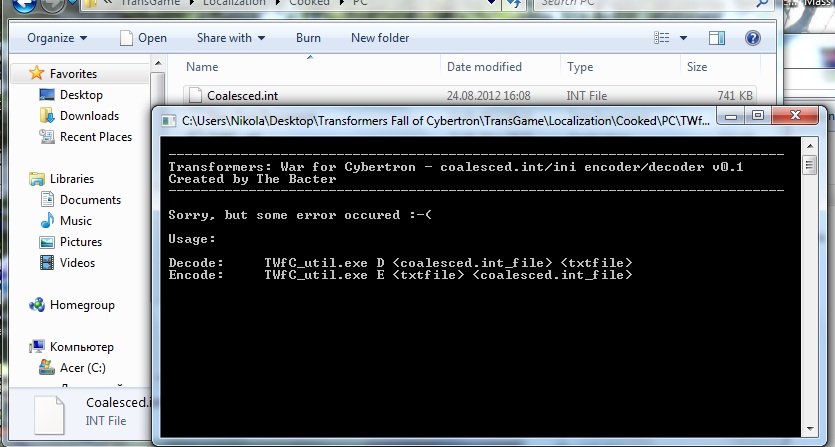 « TransGame ▸ Localization ▸ Cooked ▸ PC
Search PC
Organize
Open
Share with
Burn
New folder
Name
Date modified
Type
Size
Favorites
Desktop
Downloads
Recent Places
Libraries
Documents
Music
Pictures
Videos
Homegroup
Компьютер
Acer (C:)
Coalesced.int
24.08.2012 16:08
INT File
741 KB
C:\Users\Nikola\Desktop\Transformers Fall of Cybertron\TransGame\Localization\Cooked\PC\TWf...
Transformers: War for Cybertron - coalesced.int/ini encoder/decoder v0.1
Created by The Bacter
Sorry, but some error occured :-(
Usage:
Decode: TWfC_util.exe D <coalesced.int_file> <txtfile>
Encode: TWfC_util.exe E <txtfile> <coalesced.int_file>
Coalesced.i
INT File